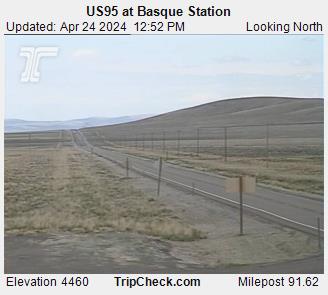 US95 at Basque Station
Updated: Apr 24 2024 12:52 PM Looking North
Elevation 4460 TripCheck.com Milepost 91.62